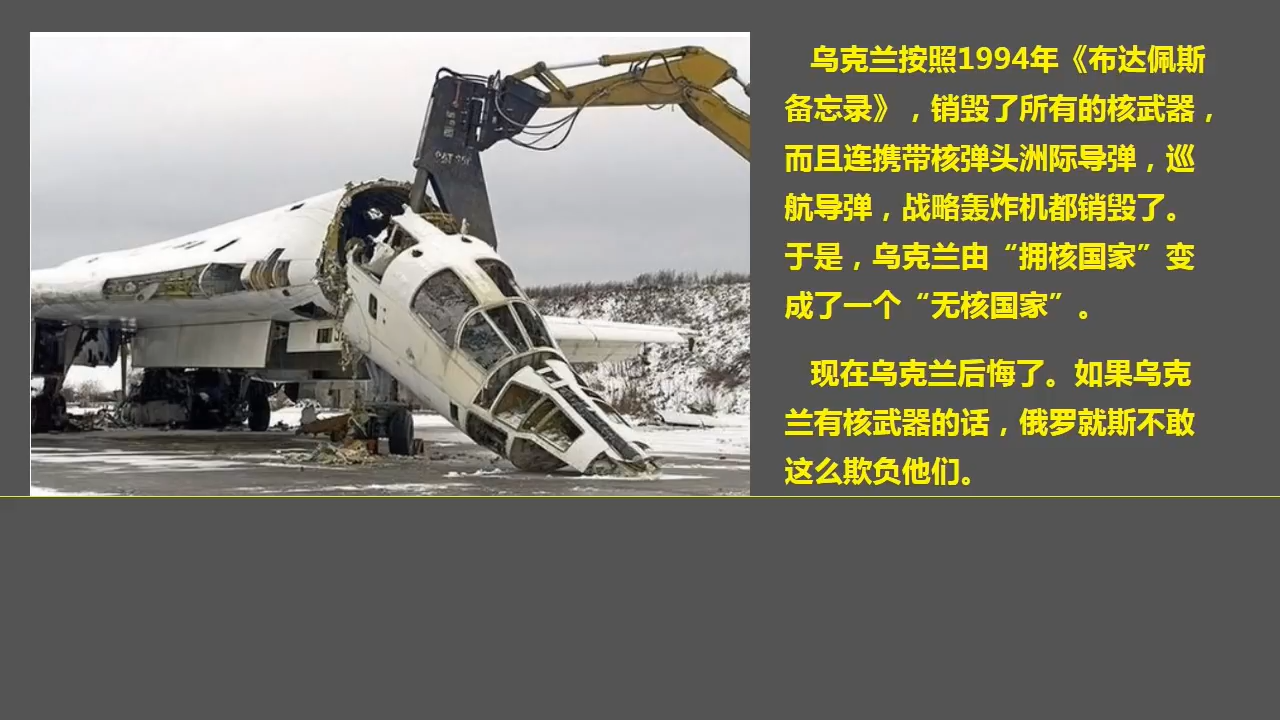 乌克兰按照1994年《布达佩斯
备忘录》，销毁了所有的核武器，
而且连携带核弹头洲际导弹，巡
航导弹，战略轰炸机都销毁了。
于是，乌克兰由“拥核国家”变
成了一个“无核国家”。
现在乌克兰后悔了。如果乌克
兰有核武器的话，俄罗就斯不敢
这么欺负他们。